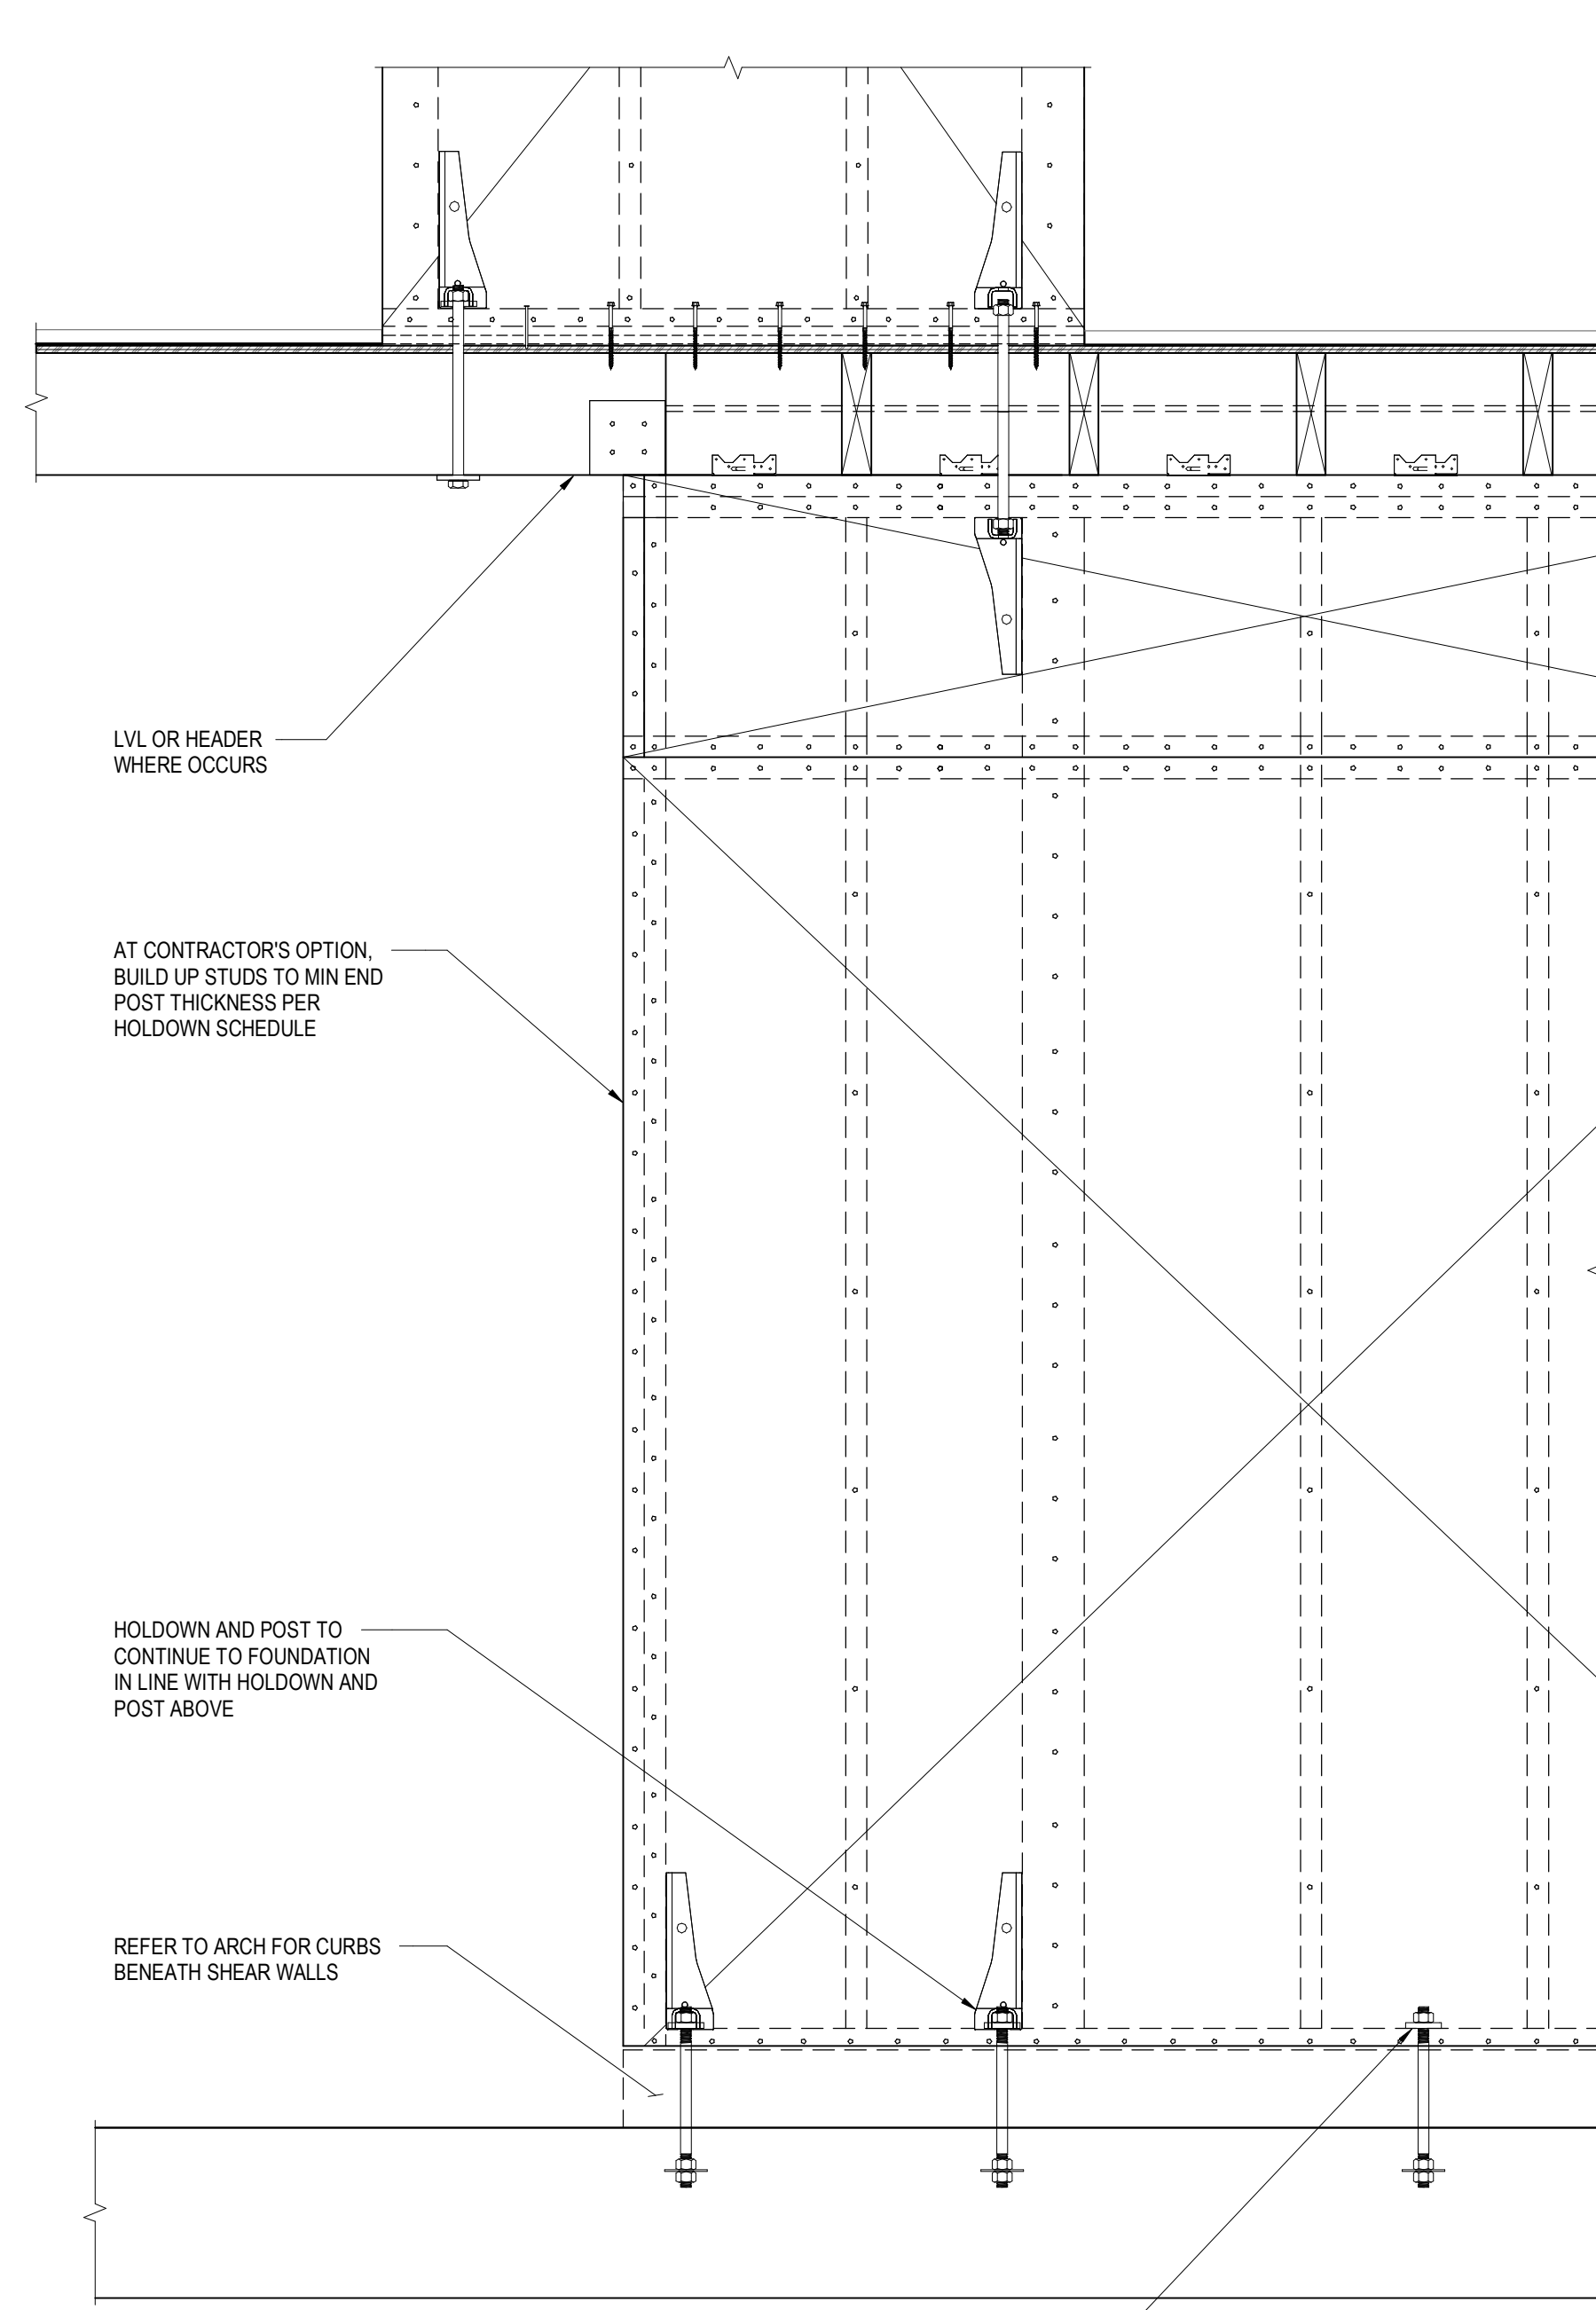 LVL OR HEADER
WHERE OCCURS
AT CONTRACTOR'S OPTION,
BUILD UP STUDS TO MIN END
POST THICKNESS PER
HOLDOWN SCHEDULE
HOLDOWN AND POST TO
CONTINUE TO FOUNDATION
IN LINE WITH HOLDOWN AND
POST ABOVE
REFER TO ARCH FOR CURBS
BENEATH SHEAR WALLS